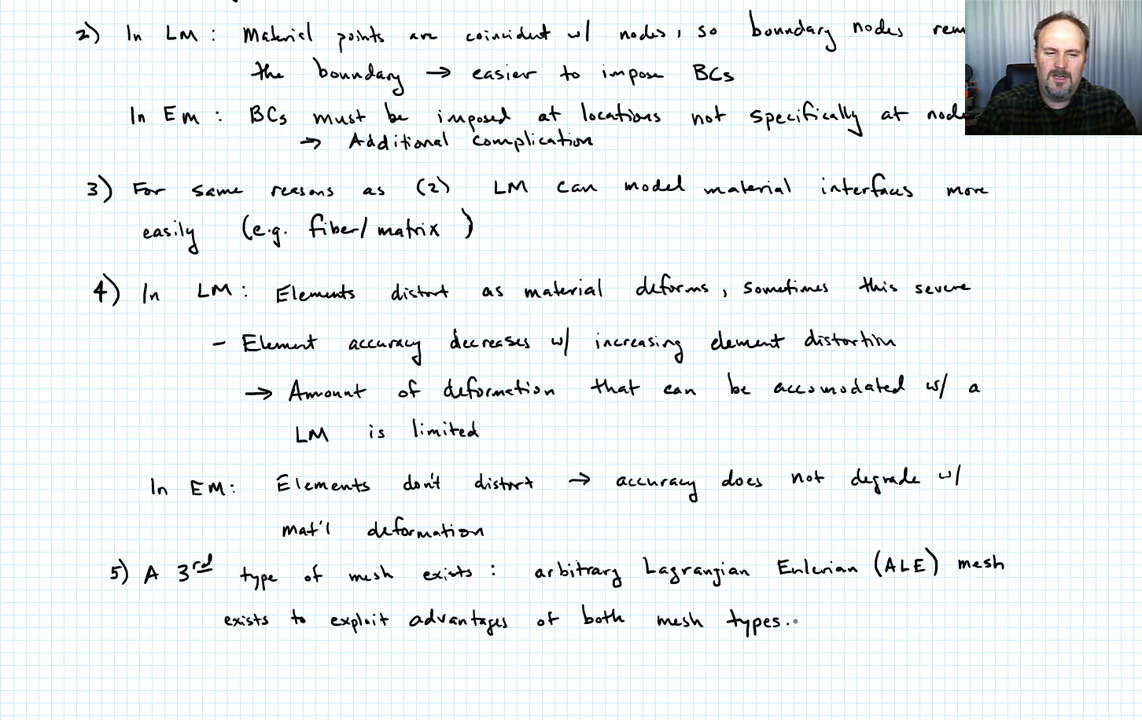 2) In LM : Material points are coincident w/ nodes, so boundary nodes rem
the boundary → easier to impose BCs
In EM : BCs must be imposed at locations not specifically at node
→ Additional complication
3) For same reasons as (2) LM can model material interfaces more
easily (e.g. fiber/matrix )
4) In LM : Elements distort as material deforms, sometimes this severe
- Element accuracy decreases w/ increasing element distortion
→ Amount of deformation that can be accomodated w/ a
LM is limited
In EM: Elements don't distort → accuracy does not degrade w/
mat'l deformation
5) A 3rd type of mesh exists : arbitrary Lagrangian Eulerian (ALE) mesh
exists to exploit advantages of both mesh types..